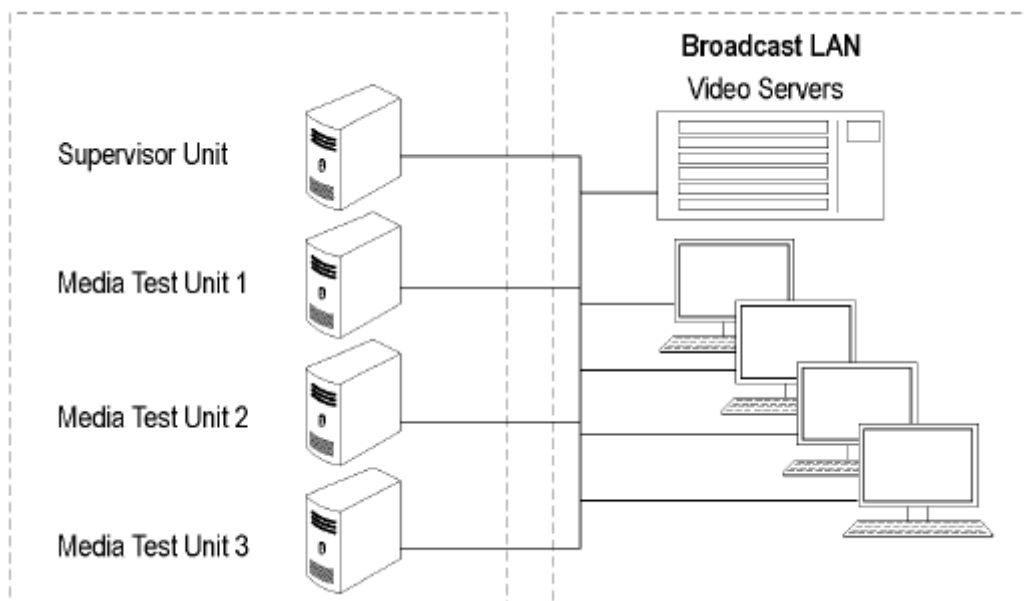 Broadcast LAN
Video Servers
Supervisor Unit
Media Test Unit 1
Media Test Unit 2
Media Test Unit 3